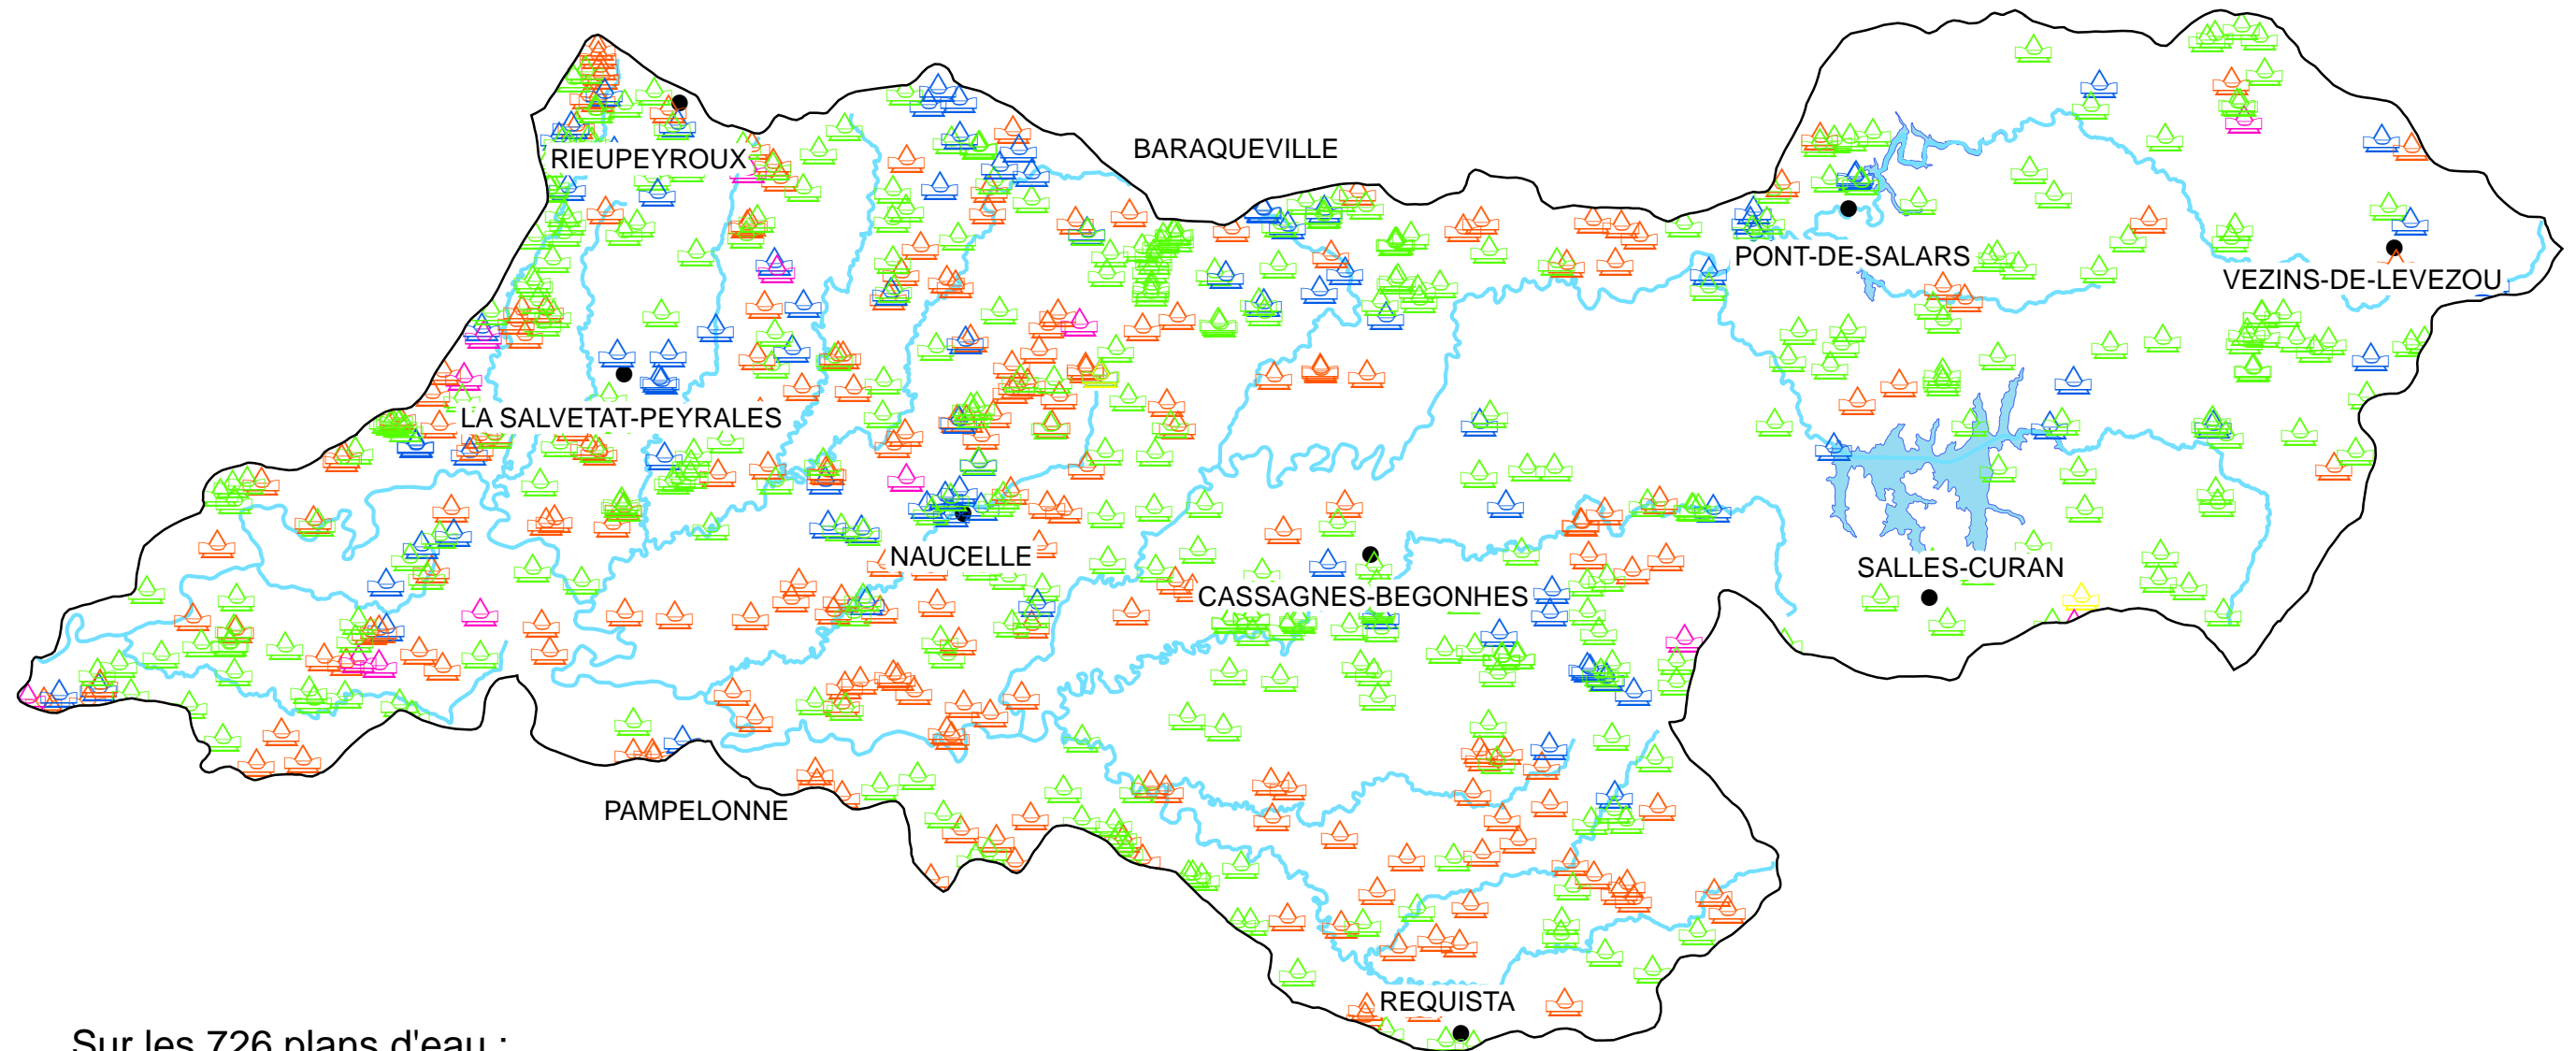 BARAQUEVILLE
RIEUPEYROUX
PONT-DE-SALARS
VEZINS-DE-LEVEZOU
LA SALVETAT-PEYRALES
NAUCELLE
SALLES-CURAN
CASSAGNES-BEGONHES
PAMPELONNE
REQUISTA
Sur les 726 plans d'eau :